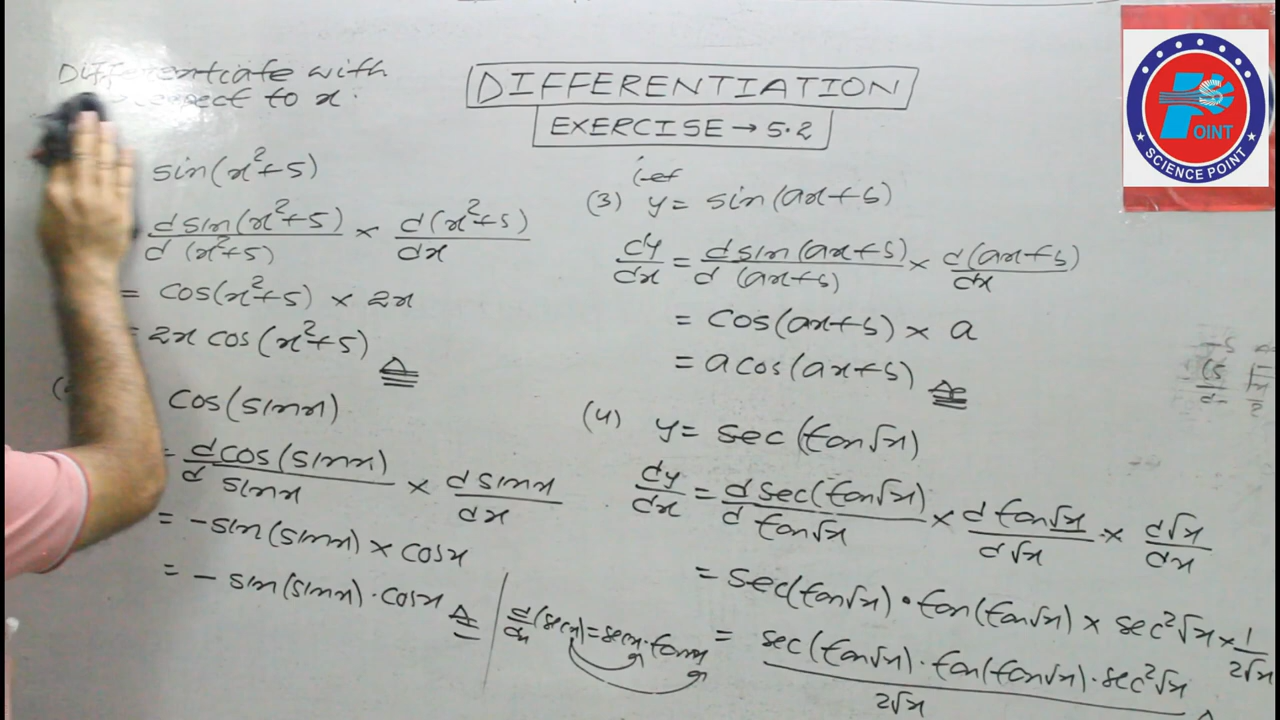 Differentiate with
respect to x.
DIFFERENTIATION
EXERCISE → 5.2
sin(x²+5)
d sin(x²+5)/d (x²+5) × d(x²+5)/dx
= cos(x²+5) × 2x
= 2x cos(x²+5)
cos(sinx)
= d cos(sinx)/d sinx × d sinx/dx
= -sin(sinx) × cosx
= - sin(sinx) · cosx
d/dx (secx) = secx · tanx
let
(3) y = sin(ax+b)
dy/dx = d sin(ax+b)/d (ax+b) × d(ax+b)/dx
= cos(ax+b) × a
= a cos(ax+b)
(4) y = sec(tan√x)
dy/dx = d sec(tan√x)/d tan√x × d tan√x/d√x × d√x/dx
= sec(tan√x) · tan(tan√x) × sec²√x × 1/2√x
= sec(tan√x) · tan(tan√x) · sec²√x/2√x
PS
POINT
SCIENCE POINT